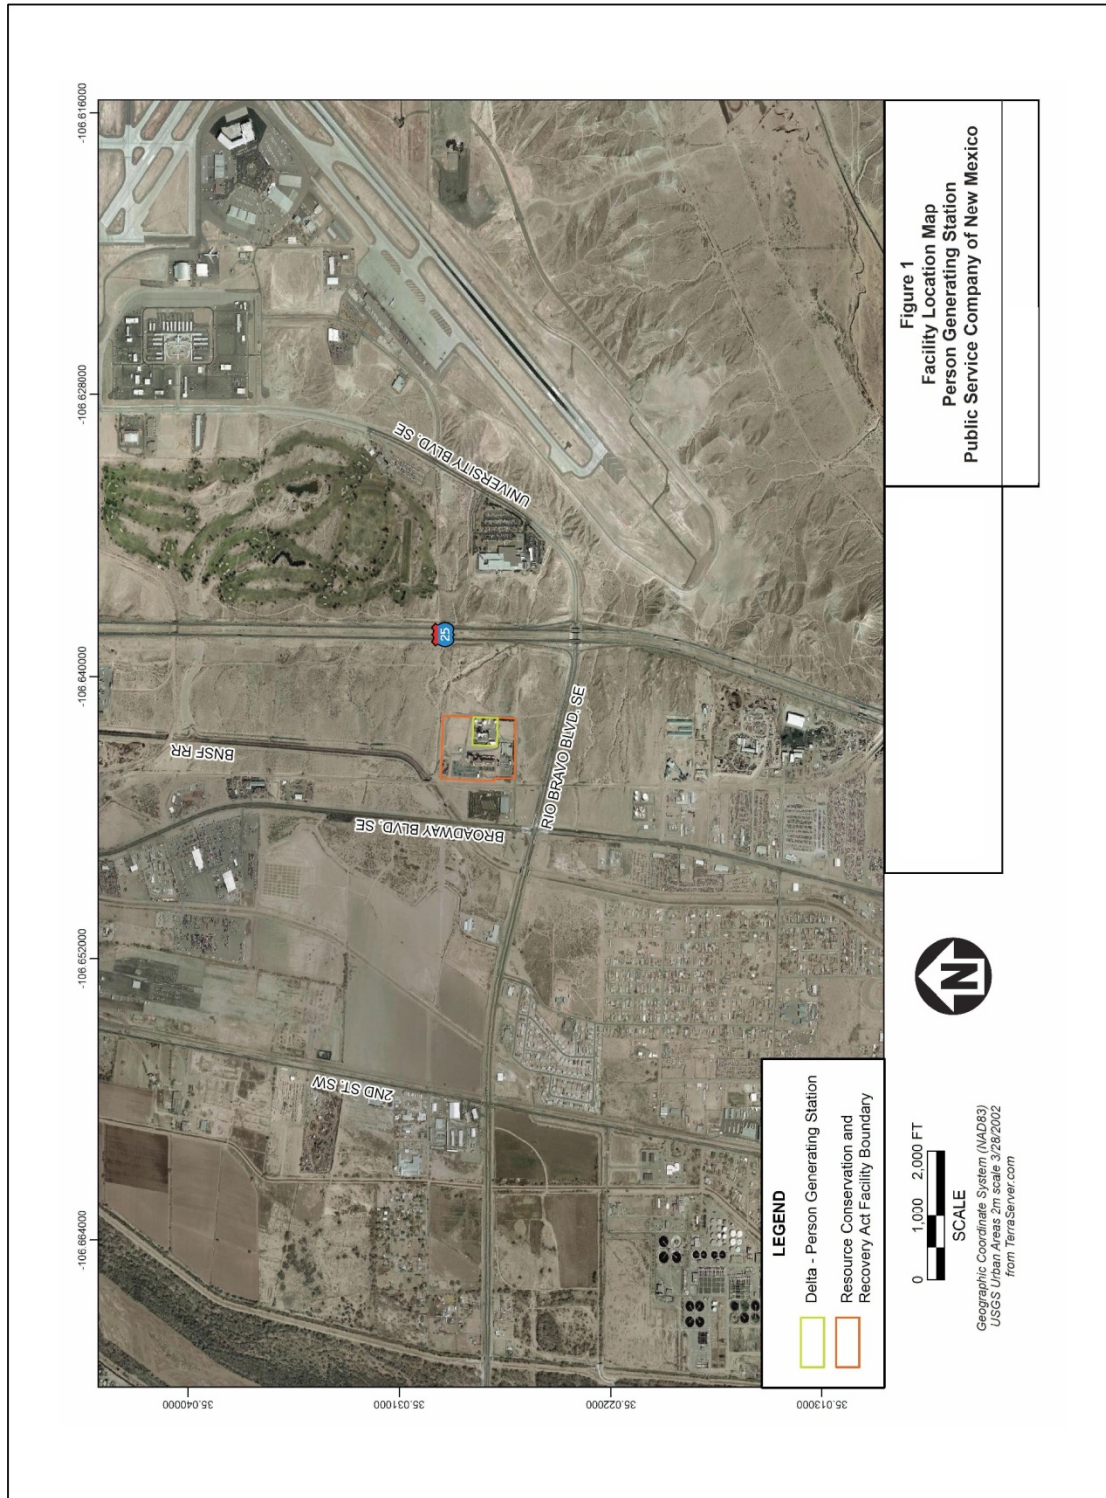 -106.664000
-106.652000
-106.640000
-106.628000
-106.616000
35.040000
35.031000
35.022000
35.013000
2ND ST. SW
BROADWAY BLVD. SE
BNSF RR
25
UNIVERSITY BLVD. SE
RIO BRAVO BLVD. SE
LEGEND
Delta - Person Generating Station
Resource Conservation and
Recovery Act Facility Boundary
0 1,000 2,000 FT
SCALE
Geographic Coordinate System (NAD83)
USGS Urban Areas 2m scale 3/28/2002
from TerraServer.com
N
Figure 1
Facility Location Map
Person Generating Station
Public Service Company of New Mexico